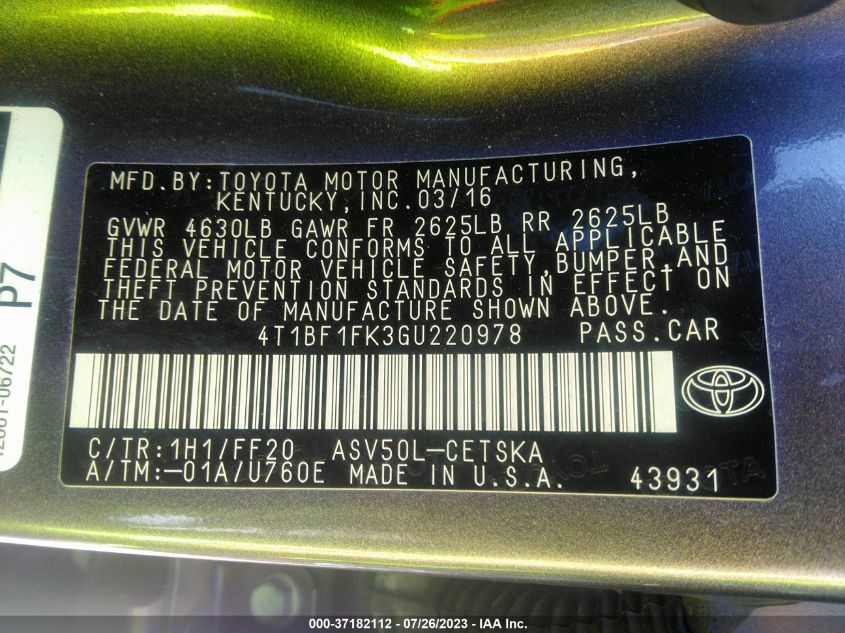 MFD.BY:TOYOTA MOTOR MANUFACTURING,
KENTUCKY,INC.03/16
GVWR 4630LB GAWR FR 2625LB RR 2625LB
THIS VEHICLE CONFORMS TO ALL APPLICABLE
FEDERAL MOTOR VEHICLE SAFETY,BUMPER,AND
THEFT PREVENTION STANDARDS IN EFFECT ON
THE DATE OF MANUFACTURE SHOWN ABOVE.
4T1BF1FK3GU220978 PASS.CAR
C/TR:1H1/FF20 ASV50L-CETSKA
A/TM:-01A/U760E MADE IN U.S.A. 43931
P7
000-37182112 - 07/26/2023 - IAA Inc.